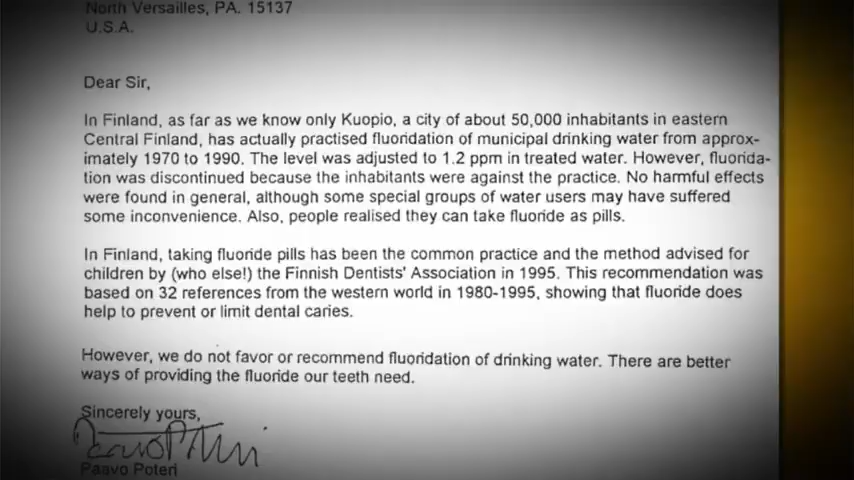 North Versailles, PA. 15137
U.S.A.
Dear Sir,
In Finland, as far as we know only Kuopio, a city of about 50,000 inhabitants in eastern
Central Finland, has actually practised fluoridation of municipal drinking water from approx-
imately 1970 to 1990. The level was adjusted to 1.2 ppm in treated water. However, fluorida-
tion was discontinued because the inhabitants were against the practice. No harmful effects
were found in general, although some special groups of water users may have suffered
some inconvenience. Also, people realised they can take fluoride as pills.
In Finland, taking fluoride pills has been the common practice and the method advised for
children by (who else!) the Finnish Dentists' Association in 1995. This recommendation was
based on 32 references from the western world in 1980-1995, showing that fluoride does
help to prevent or limit dental caries.
However, we do not favor or recommend fluoridation of drinking water. There are better
ways of providing the fluoride our teeth need.
Sincerely yours,
Paavo Poteri